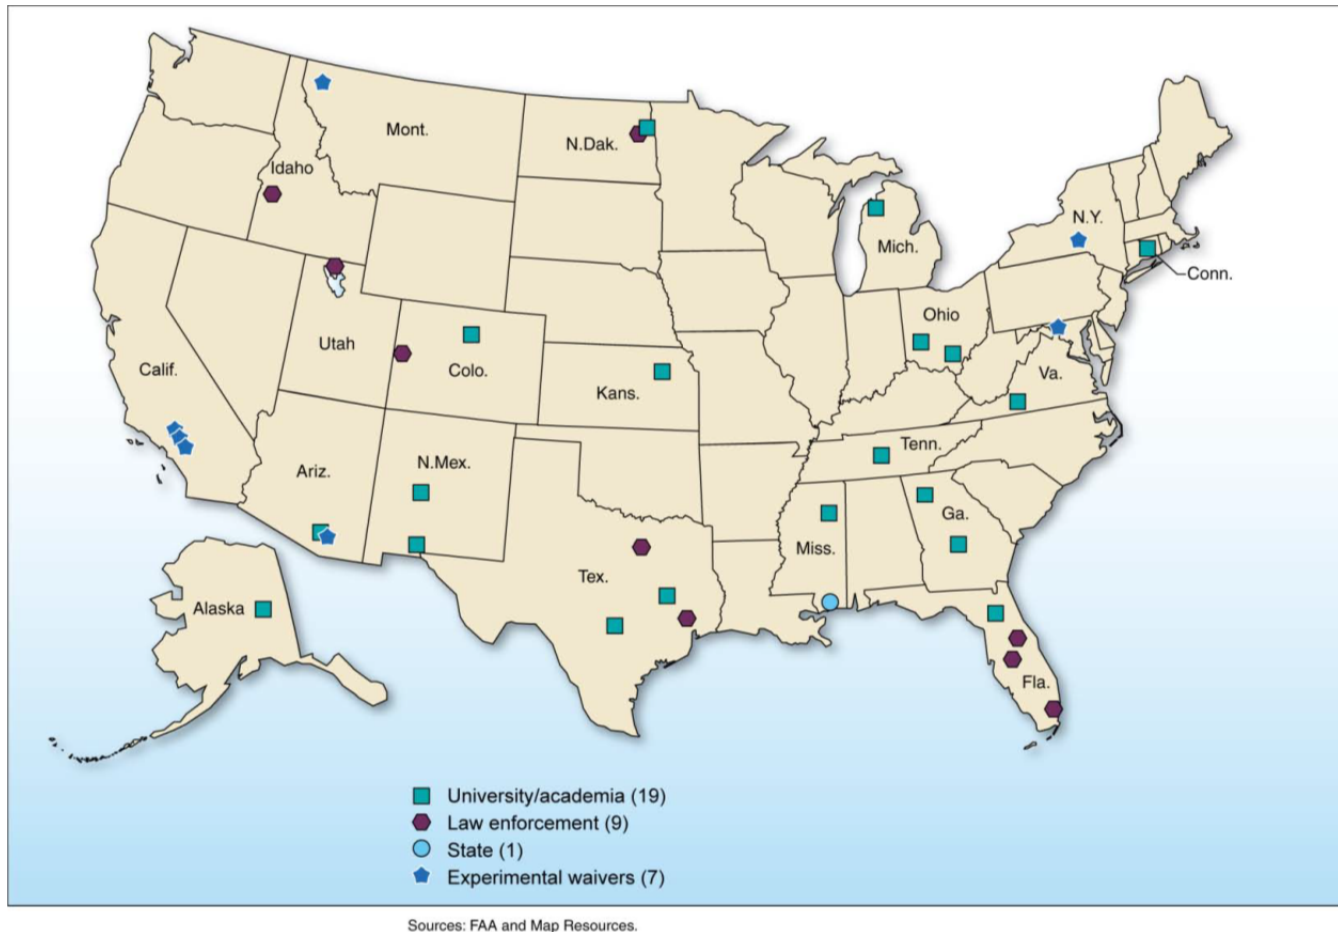 Mont.
N.Dak.
Idaho
Mich.
N.Y.
Conn.
Ohio
Utah
Calif.
Colo.
Kans.
Va.
Tenn.
Ariz.
N.Mex.
Ga.
Miss.
Tex.
Alaska
Fla.
University/academia (19)
Law enforcement (9)
State (1)
Experimental waivers (7)
Sources: FAA and Map Resources.